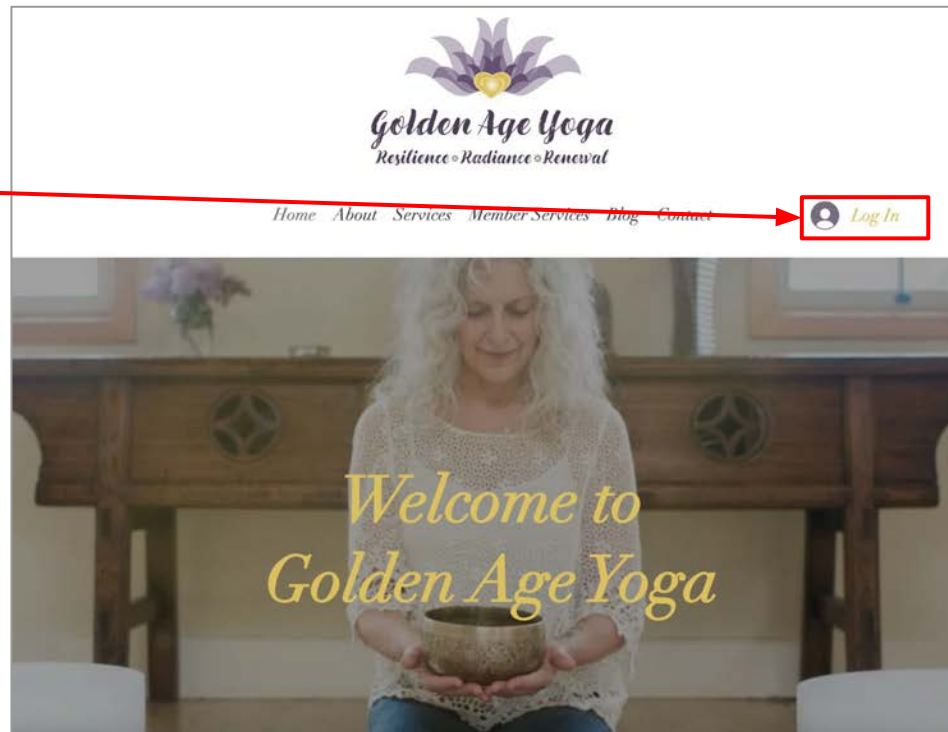 Golden Age Yoga
Resilience◦Radiance◦Renewal
Home About Services Member Services Blog Contact
Log In
Welcome to
Golden Age Yoga